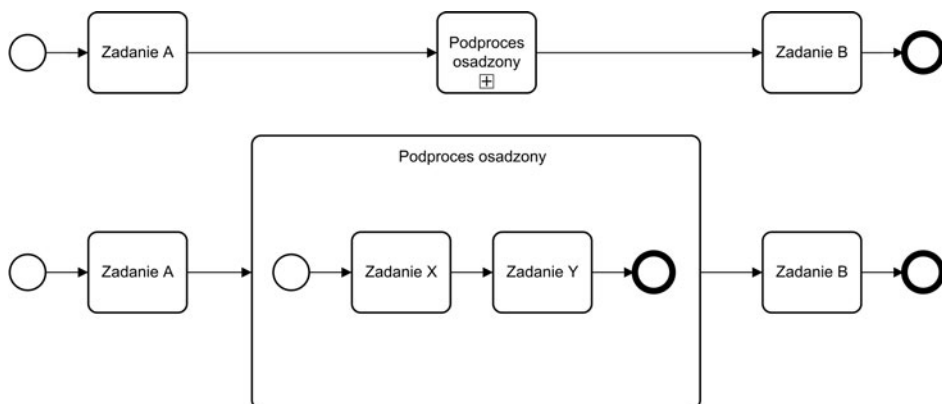 Zadanie A
Podproces
osadzony
Zadanie B
Podproces osadzony
Zadanie A
Zadanie X
Zadanie Y
Zadanie B